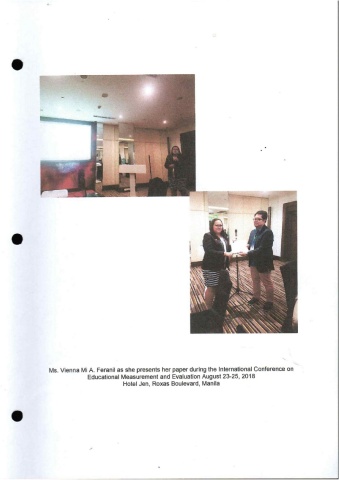 Ms. Vienna Mi A. Feranil as she presents her paper during the International Conference on
Educational Measurement and Evaluation August 23-25, 2018
Hotel Jen, Roxas Boulevard, Manila